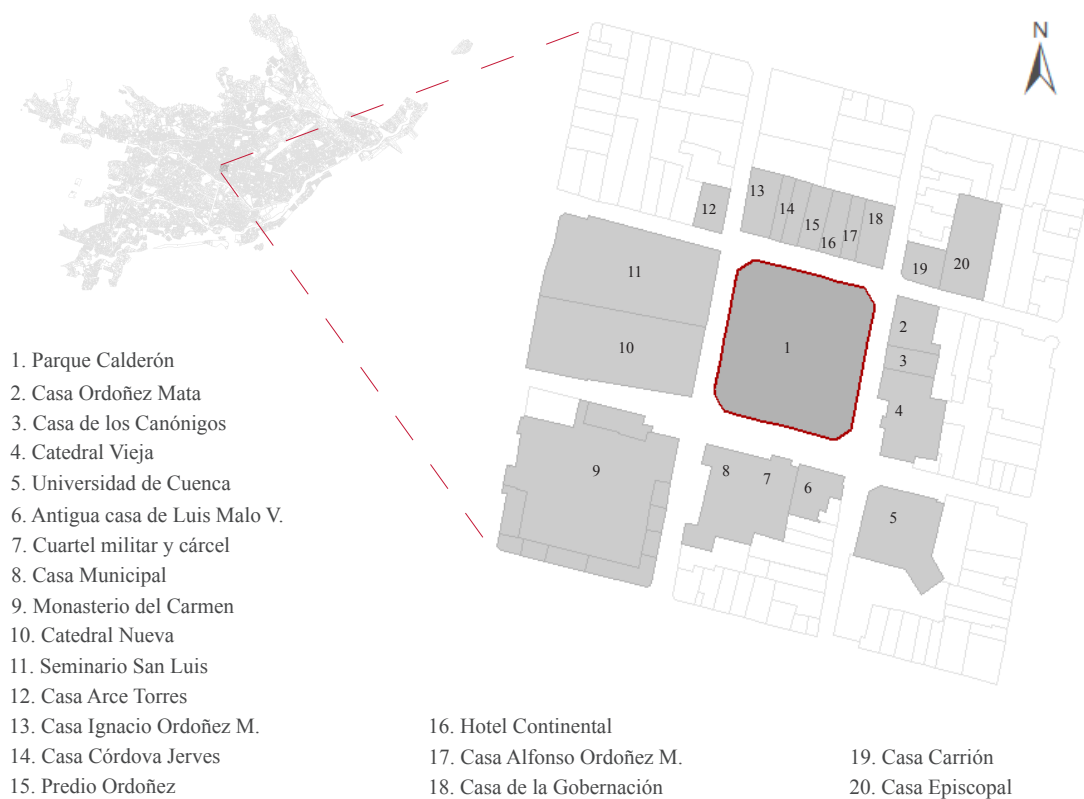 N
13
14
15
16
17
18
12
19
20
11
10
1
2
3
4
9
8
7
6
5
1. Parque Calderón
2. Casa Ordoñez Mata
3. Casa de los Canónigos
4. Catedral Vieja
5. Universidad de Cuenca
6. Antigua casa de Luis Malo V.
7. Cuartel militar y cárcel
8. Casa Municipal
9. Monasterio del Carmen
10. Catedral Nueva
11. Seminario San Luis
12. Casa Arce Torres
13. Casa Ignacio Ordoñez M.
14. Casa Córdova Jerves
15. Predio Ordoñez
16. Hotel Continental
17. Casa Alfonso Ordoñez M.
18. Casa de la Gobernación
19. Casa Carrión
20. Casa Episcopal